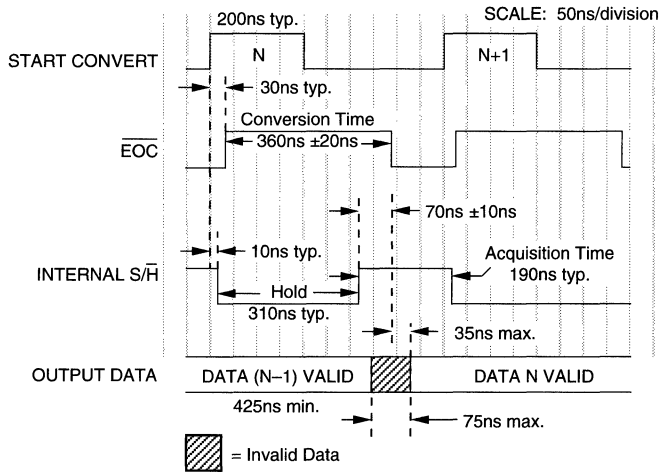 SCALE: 50ns/division
200ns typ.
START CONVERT
N
N+1
30ns typ.
Conversion Time
EOC
360ns ±20ns
70ns ±10ns
10ns typ.
Acquisition Time
190ns typ.
INTERNAL S/H
Hold
310ns typ.
35ns max.
OUTPUT DATA
DATA (N–1) VALID
DATA N VALID
425ns min.
75ns max.
= Invalid Data